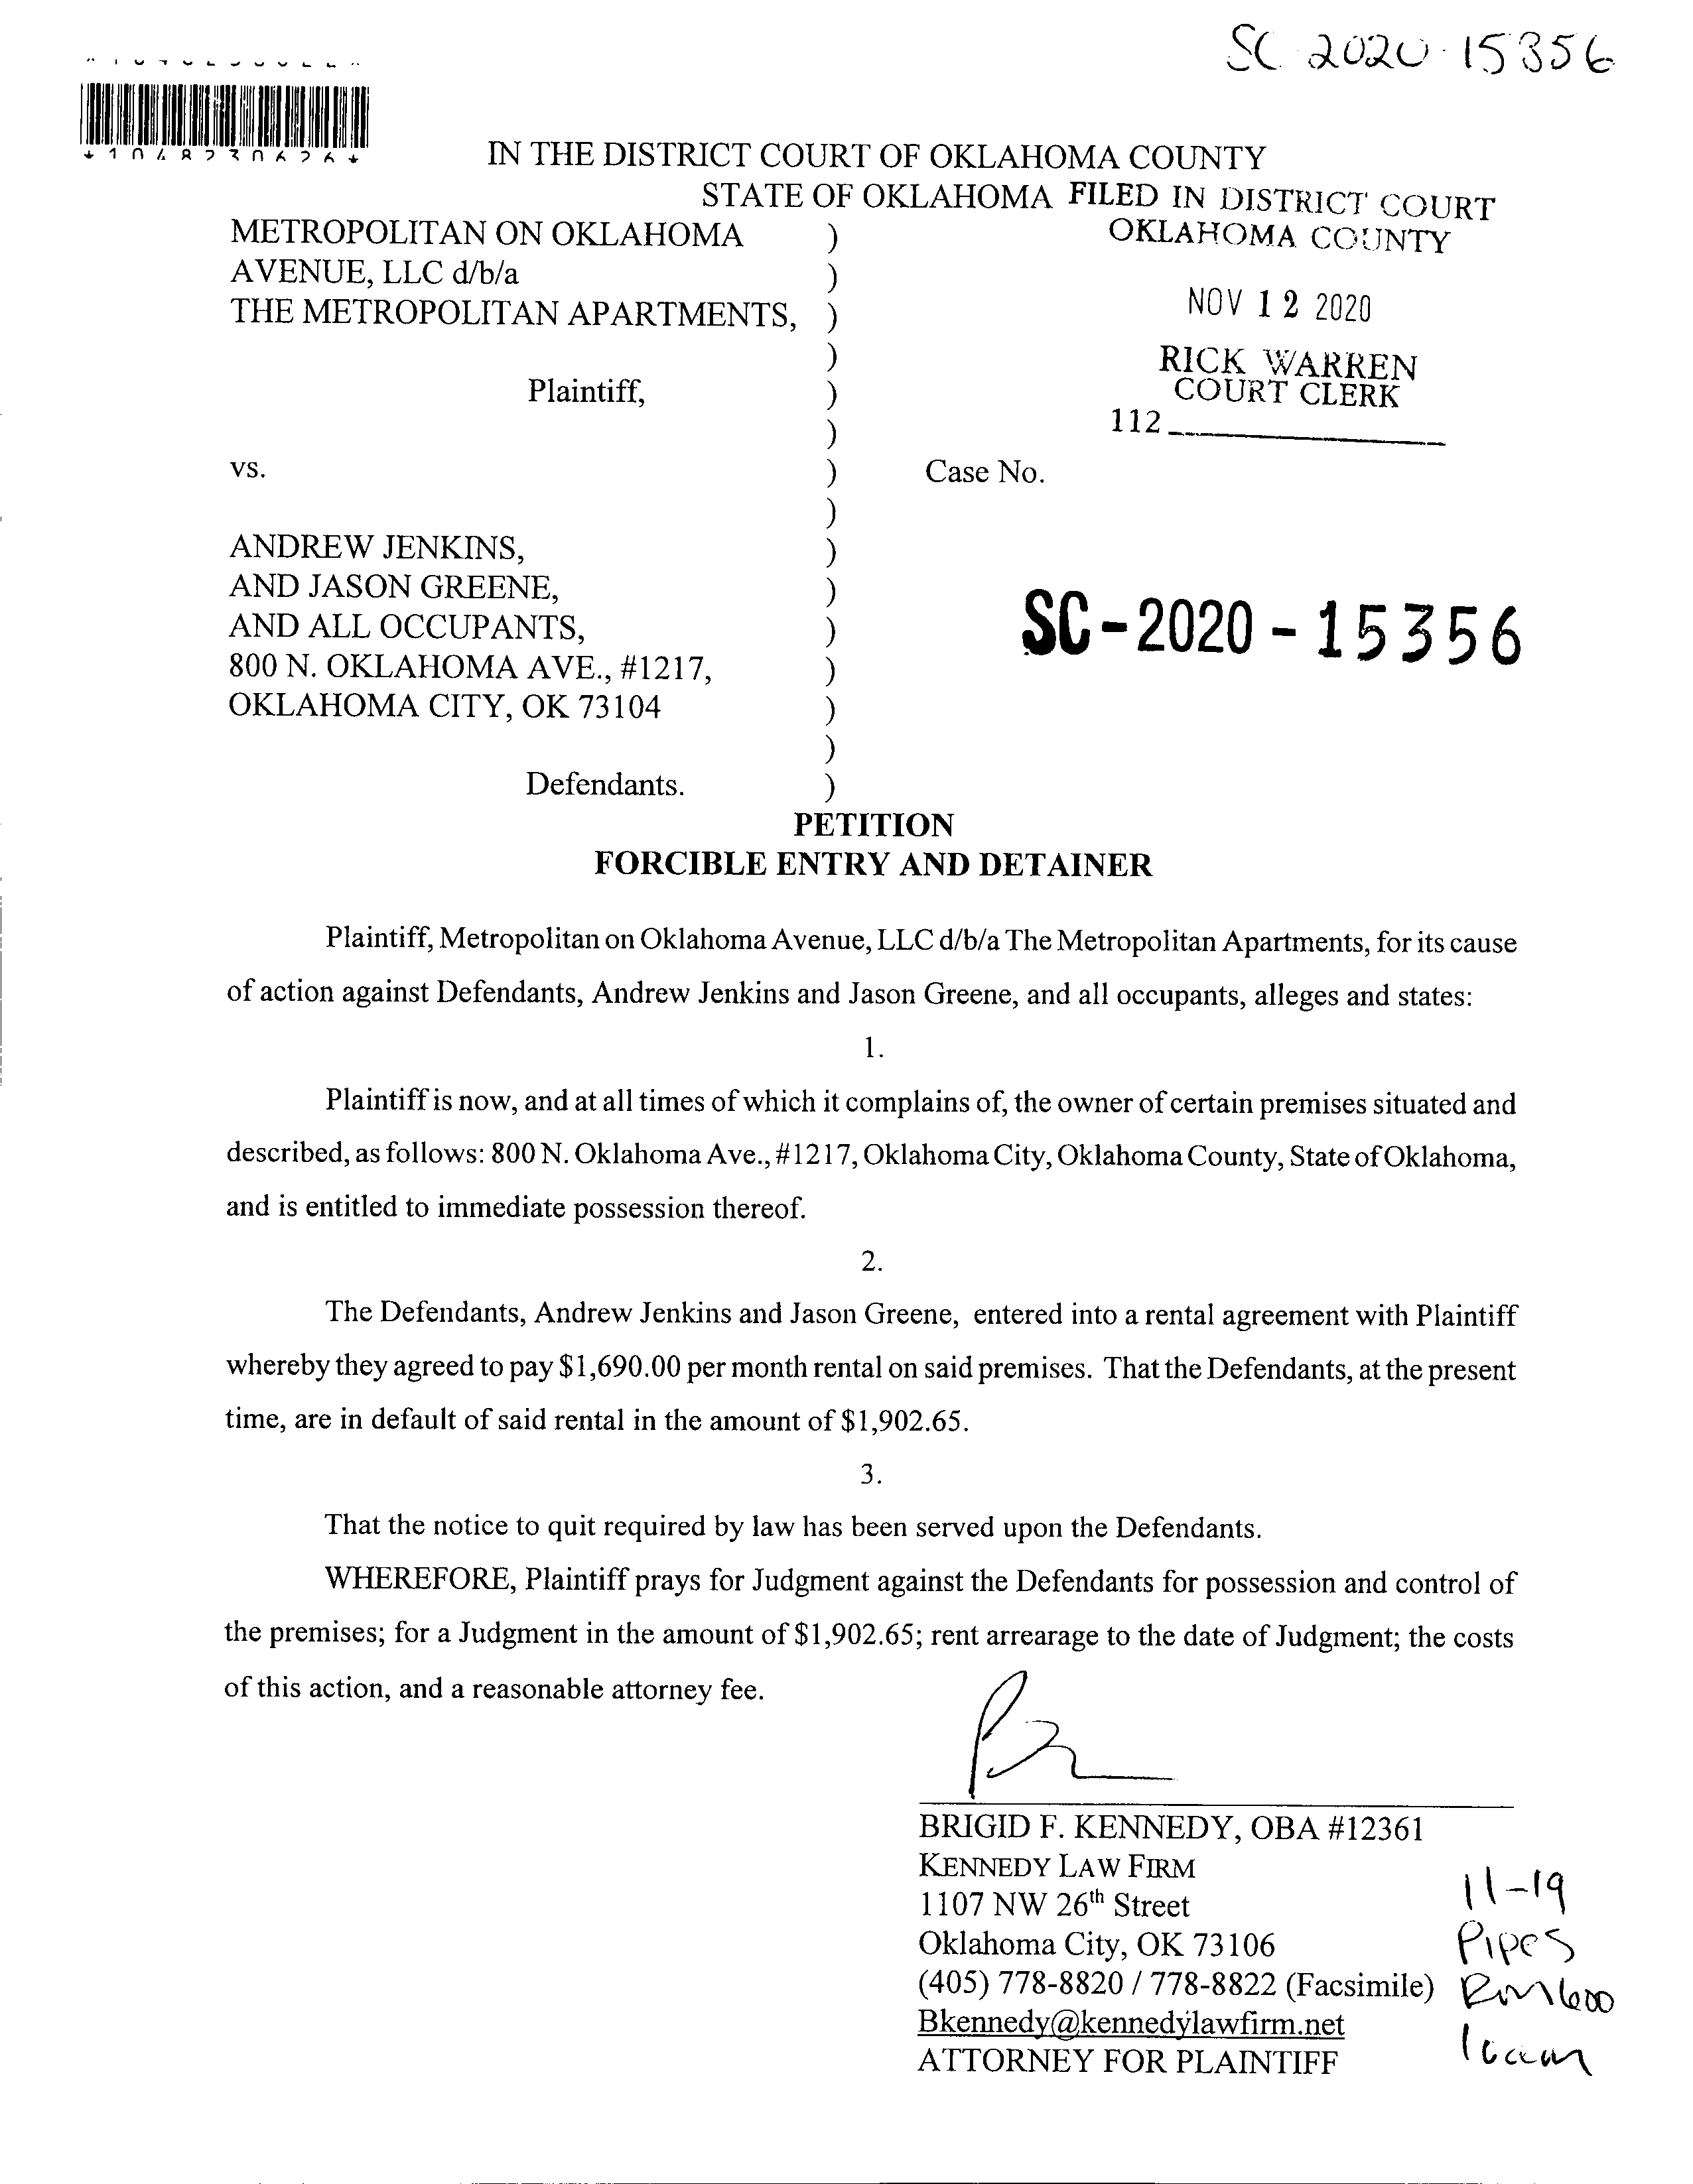 SC 2020-15356
*1048230626*
IN THE DISTRICT COURT OF OKLAHOMA COUNTY
STATE OF OKLAHOMA
FILED IN DISTRICT COURT
OKLAHOMA COUNTY
NOV 12 2020
RICK WARREN
COURT CLERK
112
METROPOLITAN ON OKLAHOMA )
AVENUE, LLC d/b/a )
THE METROPOLITAN APARTMENTS, )
)
Plaintiff, )
)
vs. ) Case No.
)
ANDREW JENKINS, )
AND JASON GREENE, )
AND ALL OCCUPANTS, )
800 N. OKLAHOMA AVE., #1217, )
OKLAHOMA CITY, OK 73104 )
)
Defendants. )
SC-2020-15356
PETITION
FORCIBLE ENTRY AND DETAINER
Plaintiff, Metropolitan on Oklahoma Avenue, LLC d/b/a The Metropolitan Apartments, for its cause
of action against Defendants, Andrew Jenkins and Jason Greene, and all occupants, alleges and states:
1.
Plaintiff is now, and at all times of which it complains of, the owner of certain premises situated and
described, as follows: 800 N. Oklahoma Ave., #1217, Oklahoma City, Oklahoma County, State of Oklahoma,
and is entitled to immediate possession thereof.
2.
The Defendants, Andrew Jenkins and Jason Greene, entered into a rental agreement with Plaintiff
whereby they agreed to pay $1,690.00 per month rental on said premises. That the Defendants, at the present
time, are in default of said rental in the amount of $1,902.65.
3.
That the notice to quit required by law has been served upon the Defendants.
WHEREFORE, Plaintiff prays for Judgment against the Defendants for possession and control of
the premises; for a Judgment in the amount of $1,902.65; rent arrearage to the date of Judgment; the costs
of this action, and a reasonable attorney fee.
BRIGID F. KENNEDY, OBA #12361
KENNEDY LAW FIRM
1107 NW 26th Street
Oklahoma City, OK 73106
(405) 778-8820 / 778-8822 (Facsimile)
Bkennedy@kennedylawfirm.net
ATTORNEY FOR PLAINTIFF
11-19
Pipes
Rm 600
10am